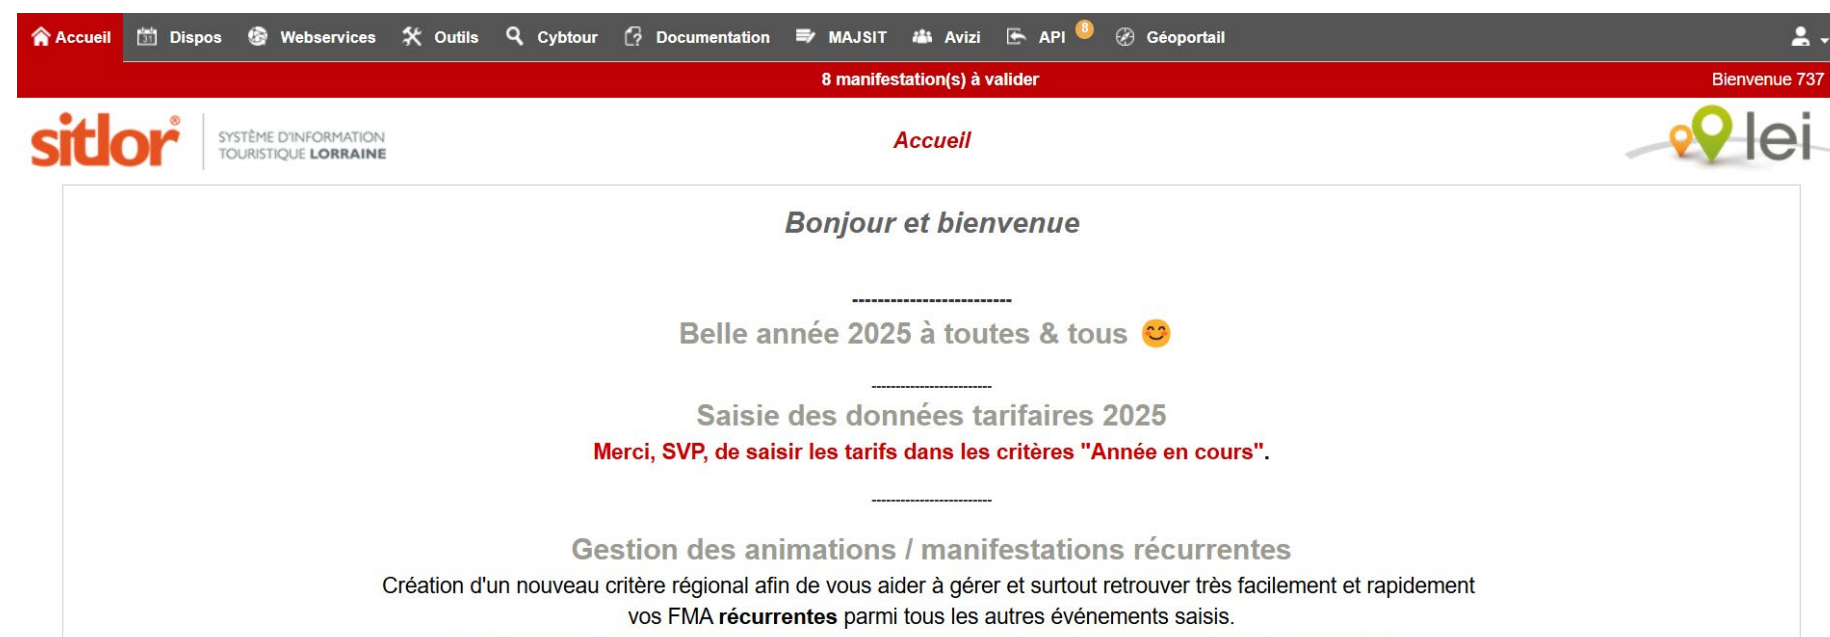 Accueil Dispos Webservices Outils Cybtour Documentation MAJSIT Avizi API 8 Géoportail
8 manifestation(s) à valider Bienvenue 737
sitlor® SYSTÈME D'INFORMATION
TOURISTIQUE LORRAINE
Accueil
lei
Bonjour et bienvenue
-------------------------
Belle année 2025 à toutes & tous 😊
-------------------------
Saisie des données tarifaires 2025
Merci, SVP, de saisir les tarifs dans les critères "Année en cours".
-------------------------
Gestion des animations / manifestations récurrentes
Création d'un nouveau critère régional afin de vous aider à gérer et surtout retrouver très facilement et rapidement
vos FMA récurrentes parmi tous les autres événements saisis.